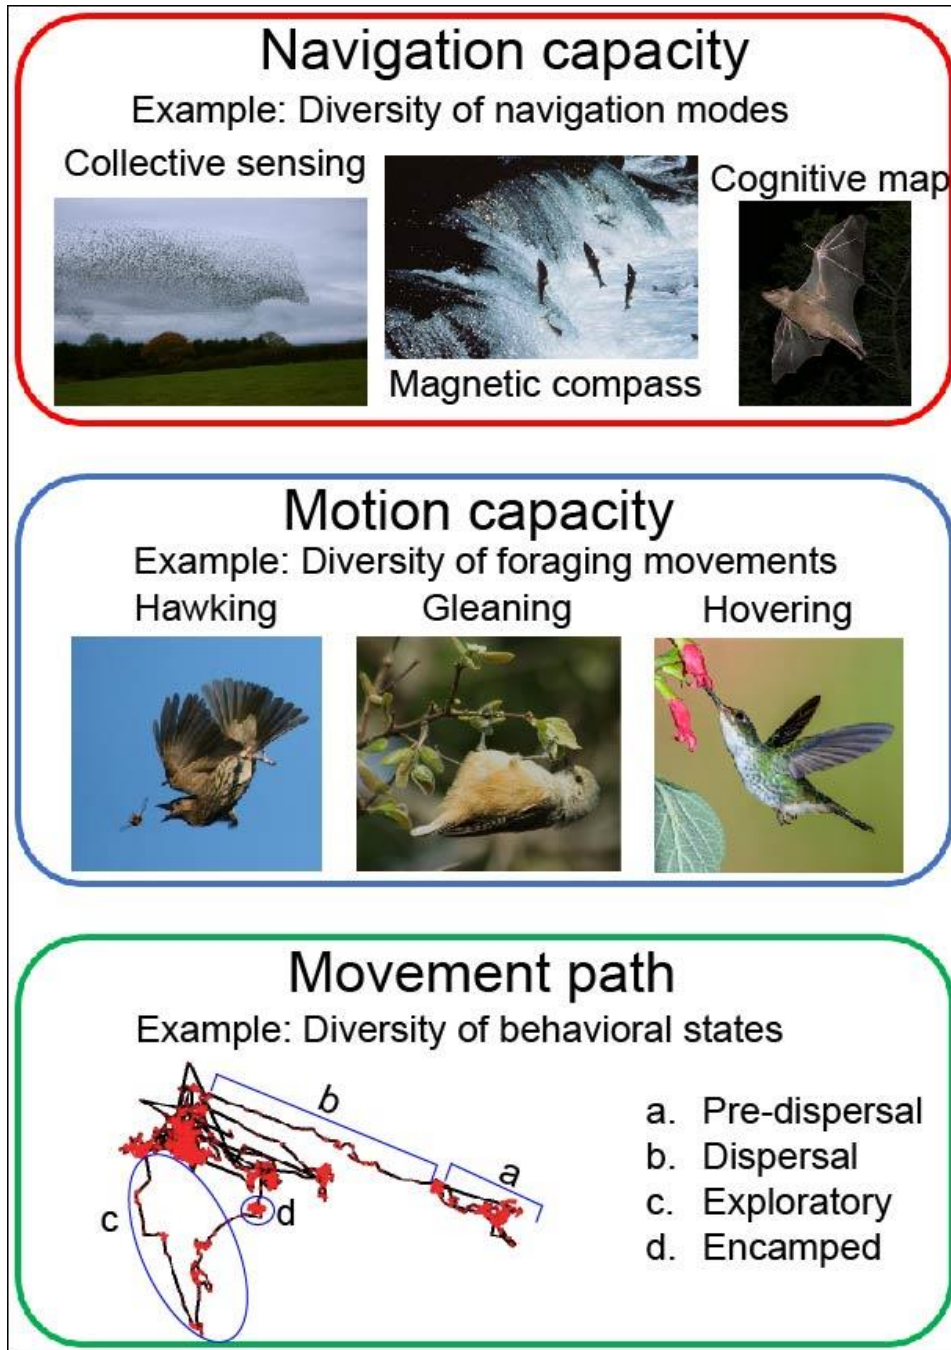 Navigation capacity
Example: Diversity of navigation modes
Collective sensing
Cognitive map
Magnetic compass
Motion capacity
Example: Diversity of foraging movements
Hawking
Gleaning
Hovering
Movement path
Example: Diversity of behavioral states
b
a
c
d
a. Pre-dispersal
b. Dispersal
c. Exploratory
d. Encamped